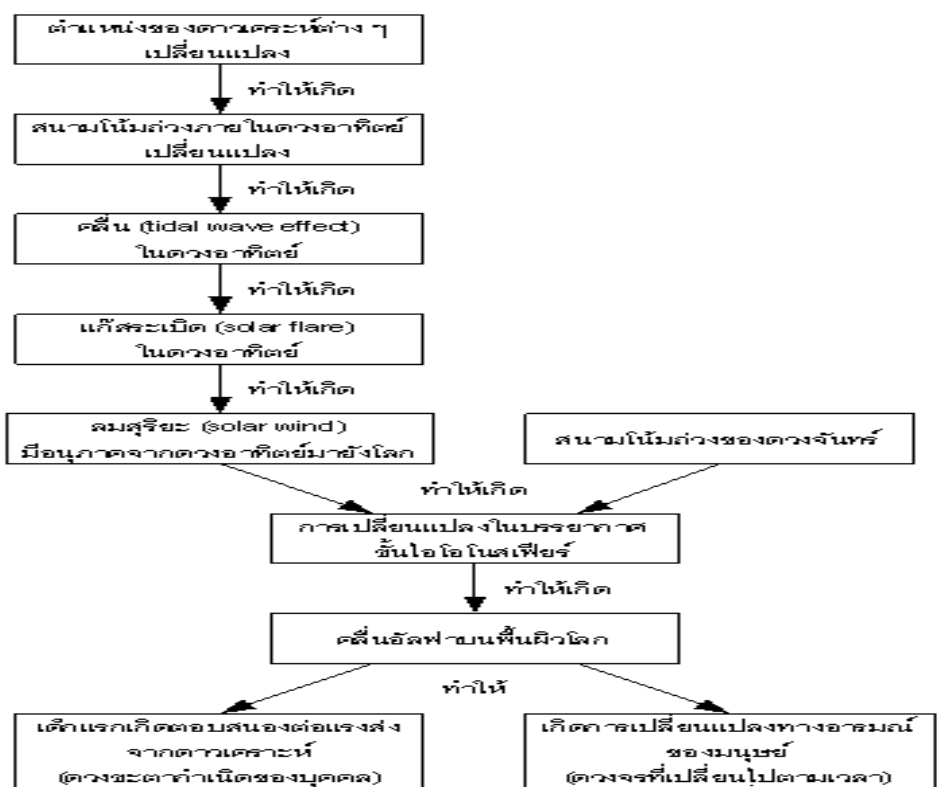 ตำแหน่งของดาวเคราะห์ต่าง ๆ
เปลี่ยนแปลง
ทำให้เกิด
สนามโน้มถ่วงภายในดวงอาทิตย์
เปลี่ยนแปลง
ทำให้เกิด
คลื่น (tidal wave effect)
ในดวงอาทิตย์
ทำให้เกิด
แก๊สระเบิด (solar flare)
ในดวงอาทิตย์
ทำให้เกิด
ลมสุริยะ (solar wind)
มีอนุภาคจากดวงอาทิตย์มายังโลก
สนามโน้มถ่วงของดวงจันทร์
ทำให้เกิด
การเปลี่ยนแปลงในบรรยากาศ
ชั้นไอโอโนสเฟียร์
ทำให้เกิด
คลื่นอัลฟาบนพื้นผิวโลก
ทำให้
เด็กแรกเกิดตอบสนองต่อแรงส่ง
จากดาวเคราะห์
(ดวงชะตากำเนิดของบุคคล)
เกิดการเปลี่ยนแปลงทางอารมณ์
ของมนุษย์
(ดวงจรที่เปลี่ยนไปตามเวลา)